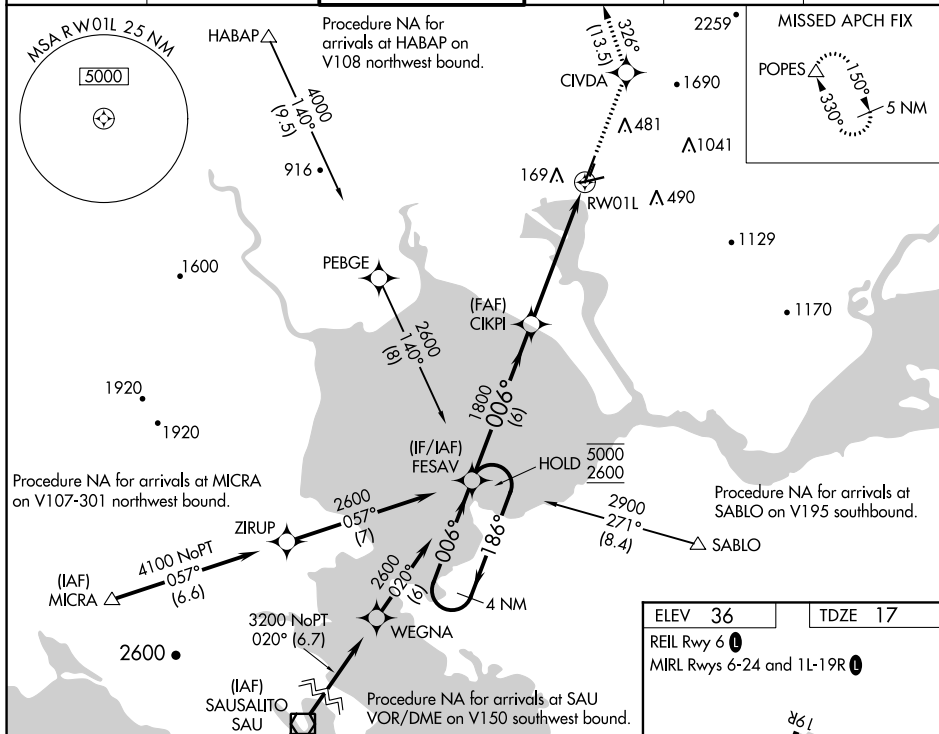 MSA RW01L 25 NM
5000
HABAP
Procedure NA for
arrivals at HABAP on
V108 northwest bound.
4000
140°
(9.5)
916
326°
(13.5)
CIVDA
2259
1690
481
1041
169
RW01L
490
MISSED APCH FIX
POPES
150°
330°
5 NM
1129
1170
1600
PEBGE
2600
140°
(8)
(FAF)
CIKPI
1800
006°
(6)
1920
1920
(IF/IAF)
FESAV
HOLD
5000
2600
Procedure NA for arrivals at MICRA
on V107-301 northwest bound.
Procedure NA for arrivals at
SABLO on V195 southbound.
2900
271°
(8.4)
SABLO
ZIRUP
2600
057°
(7)
4100 NoPT
057°
(6.6)
(IAF)
MICRA
006°
186°
4 NM
2600
020°
(6)
WEGNA
3200 NoPT
020° (6.7)
2600
(IAF)
SAUSALITO
SAU
Procedure NA for arrivals at SAU
VOR/DME on V150 southwest bound.
ELEV 36
TDZE 17
REIL Rwy 6 L
MIRL Rwys 6-24 and 1L-19R L
19R